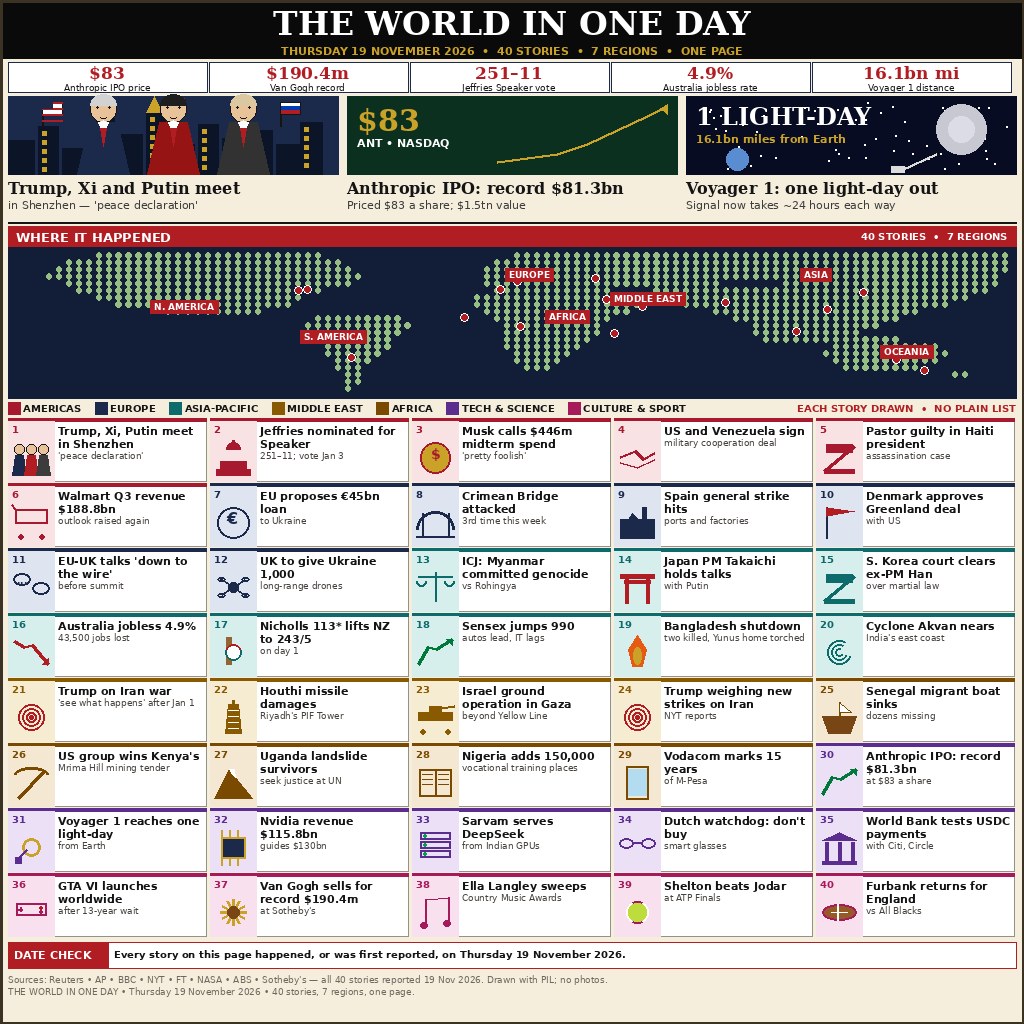 THE WORLD IN ONE DAY
THURSDAY 19 NOVEMBER 2026 • 40 STORIES • 7 REGIONS • ONE PAGE
$83
Anthropic IPO price
$190.4m
Van Gogh record
251–11
Jeffries Speaker vote
4.9%
Australia jobless rate
16.1bn mi
Voyager 1 distance
$83
ANT • NASDAQ
1 LIGHT-DAY
16.1bn miles from Earth
Trump, Xi and Putin meet
in Shenzhen — 'peace declaration'
Anthropic IPO: record $81.3bn
Priced $83 a share; $1.5tn value
Voyager 1: one light-day out
Signal now takes ~24 hours each way
WHERE IT HAPPENED
40 STORIES • 7 REGIONS
N. AMERICA
S. AMERICA
EUROPE
AFRICA
MIDDLE EAST
ASIA
OCEANIA
AMERICAS
EUROPE
ASIA-PACIFIC
MIDDLE EAST
AFRICA
TECH & SCIENCE
CULTURE & SPORT
EACH STORY DRAWN • NO PLAIN LIST
1
Trump, Xi, Putin meet
in Shenzhen
'peace declaration'
2
Jeffries nominated for
Speaker
251–11; vote Jan 3
3
$
Musk calls $446m
midterm spend
'pretty foolish'
4
US and Venezuela sign
military cooperation deal
5
Pastor guilty in Haiti
president
assassination case
6
Walmart Q3 revenue
$188.8bn
outlook raised again
7
€
EU proposes €45bn
loan
to Ukraine
8
Crimean Bridge
attacked
3rd time this week
9
Spain general strike
hits
ports and factories
10
Denmark approves
Greenland deal
with US
11
EU-UK talks 'down to
the wire'
before summit
12
UK to give Ukraine
1,000
long-range drones
13
ICJ: Myanmar
committed genocide
vs Rohingya
14
Japan PM Takaichi
holds talks
with Putin
15
S. Korea court clears
ex-PM Han
over martial law
16
Australia jobless 4.9%
43,500 jobs lost
17
Nicholls 113* lifts NZ
to 243/5
on day 1
18
Sensex jumps 990
autos lead, IT lags
19
Bangladesh shutdown
two killed, Yunus home torched
20
Cyclone Akvan nears
India's east coast
21
Trump on Iran war
'see what happens' after Jan 1
22
Houthi missile
damages
Riyadh's PIF Tower
23
Israel ground
operation in Gaza
beyond Yellow Line
24
Trump weighing new
strikes on Iran
NYT reports
25
Senegal migrant boat
sinks
dozens missing
26
US group wins Kenya's
Mrima Hill mining tender
27
Uganda landslide
survivors
seek justice at UN
28
Nigeria adds 150,000
vocational training places
29
Vodacom marks 15
years
of M-Pesa
30
Anthropic IPO: record
$81.3bn
at $83 a share
31
Voyager 1 reaches one
light-day
from Earth
32
Nvidia revenue
$115.8bn
guides $130bn
33
Sarvam serves
DeepSeek
from Indian GPUs
34
Dutch watchdog: don't
buy
smart glasses
35
World Bank tests USDC
payments
with Citi, Circle
36
GTA VI launches
worldwide
after 13-year wait
37
Van Gogh sells for
record $190.4m
at Sotheby's
38
Ella Langley sweeps
Country Music Awards
39
Shelton beats Jodar
at ATP Finals
40
Furbank returns for
England
vs All Blacks
DATE CHECK
Every story on this page happened, or was first reported, on Thursday 19 November 2026.
Sources: Reuters • AP • BBC • NYT • FT • NASA • ABS • Sotheby's — all 40 stories reported 19 Nov 2026. Drawn with PIL; no photos.
THE WORLD IN ONE DAY • Thursday 19 November 2026 • 40 stories, 7 regions, one page.